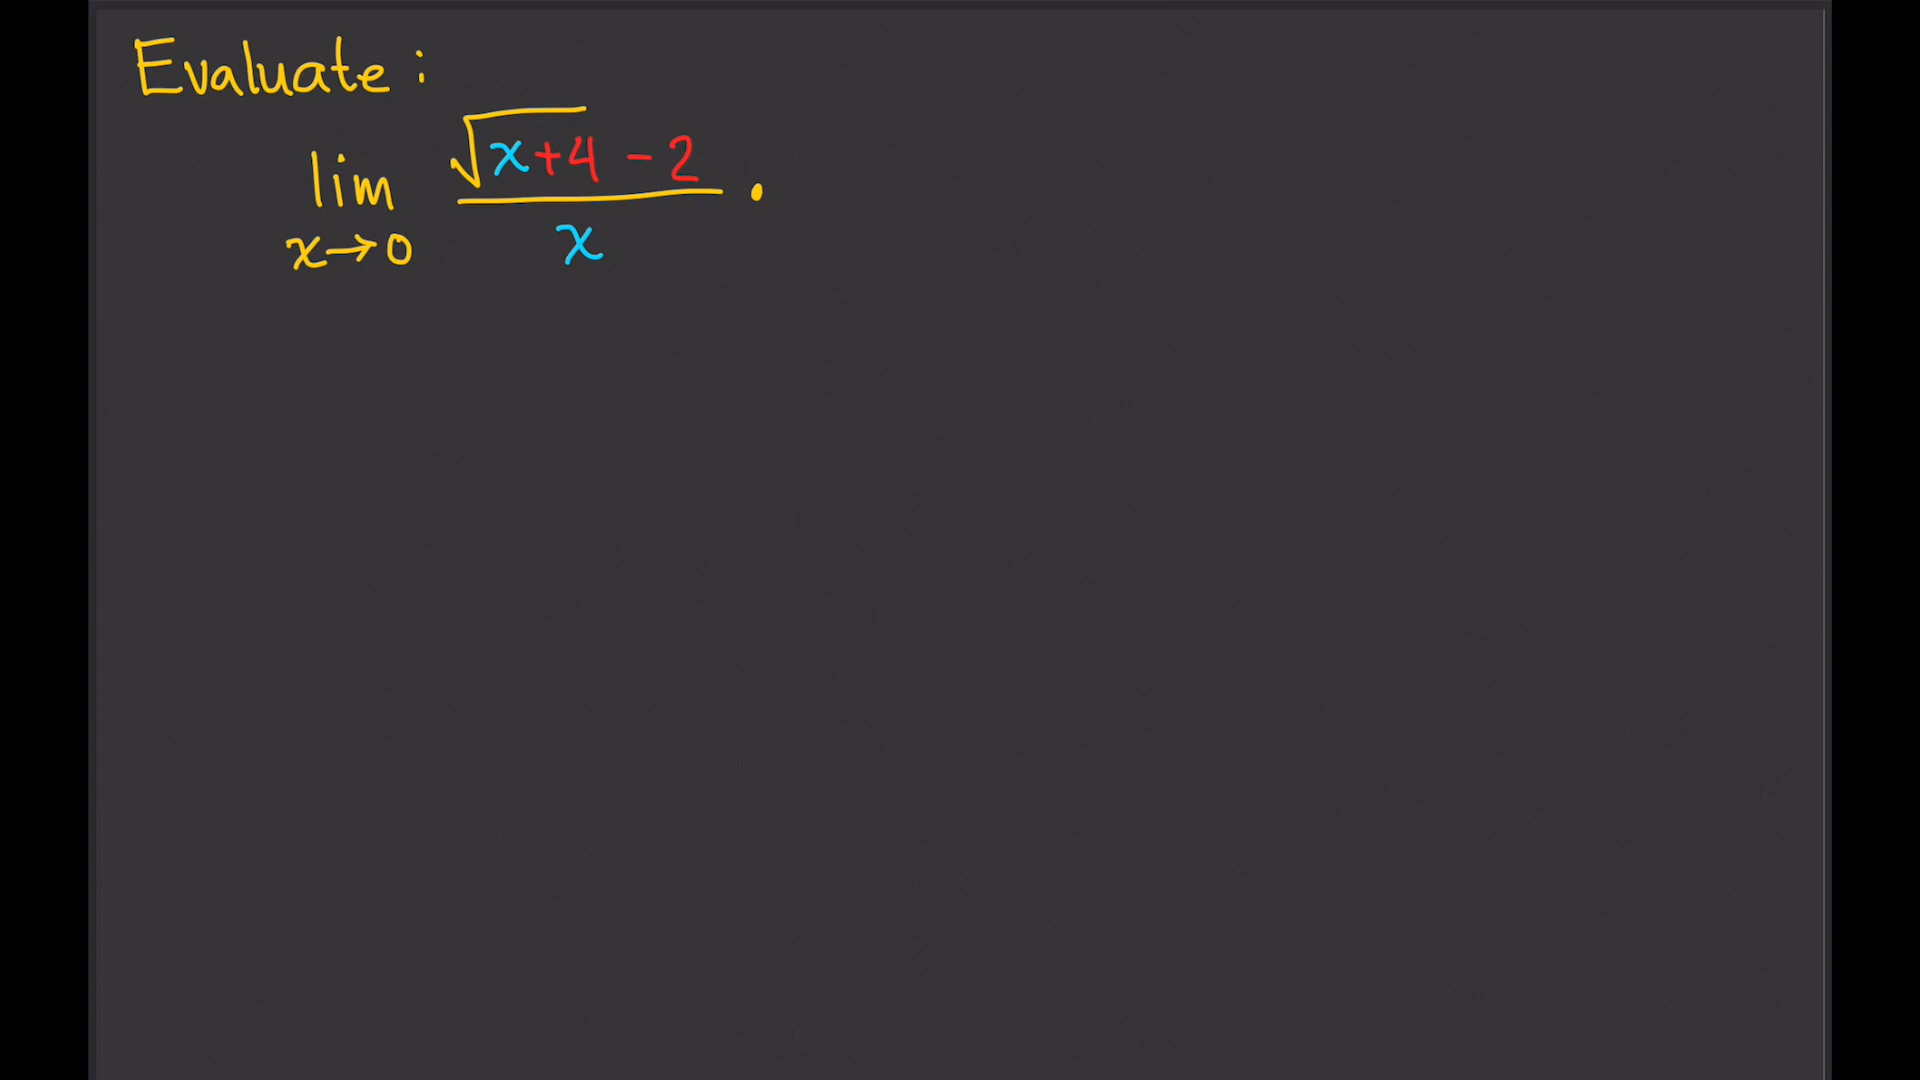 Evaluate:
lim x→0 (√(x+4) - 2)/x .